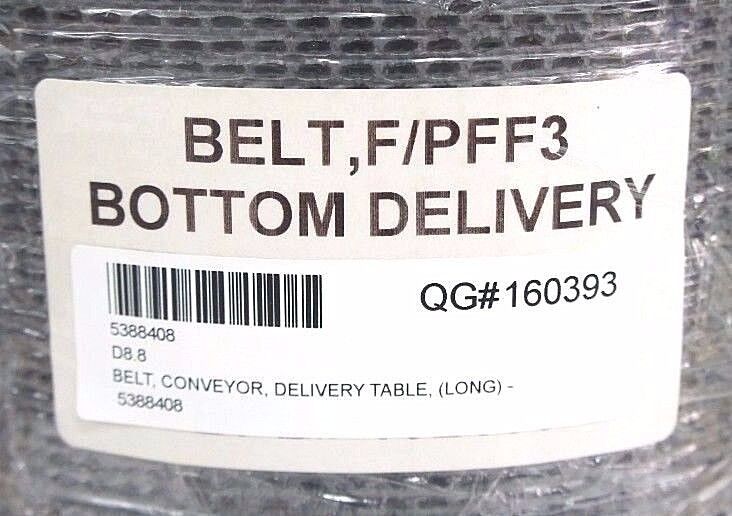 BELT,F/PFF3
BOTTOM DELIVERY
QG#160393
5388408
D8.8
BELT, CONVEYOR, DELIVERY TABLE, (LONG) -
5388408